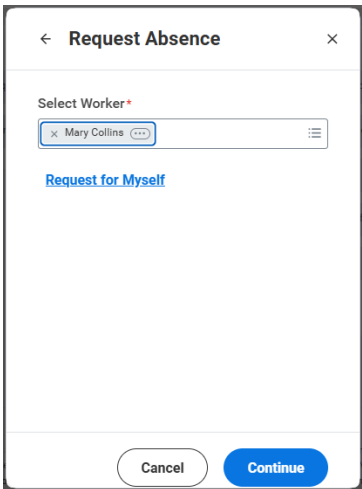 Request Absence
Select Worker*
Mary Collins
Request for Myself
Cancel
Continue